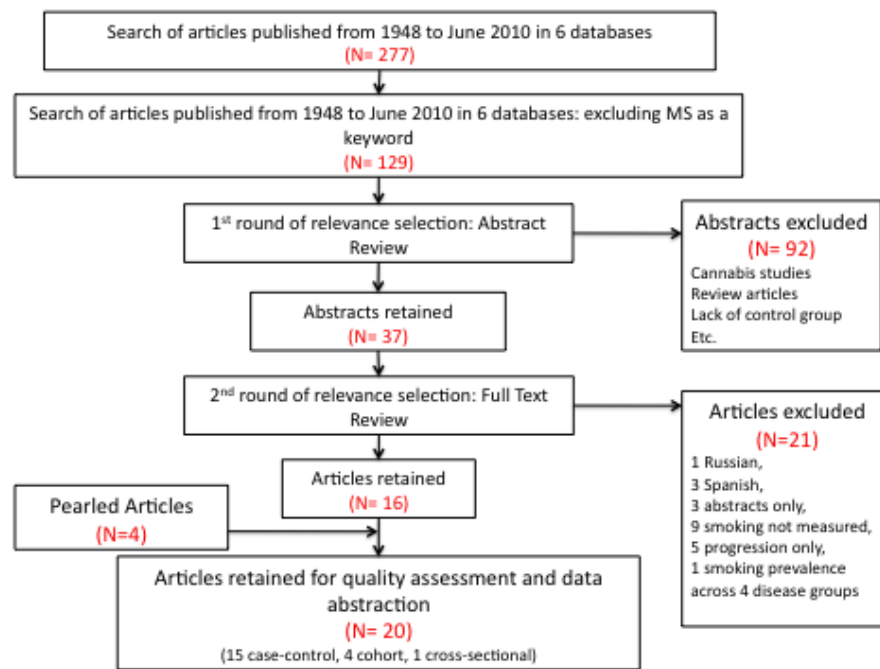 Search of articles published from 1948 to June 2010 in 6 databases
(N= 277)
Search of articles published from 1948 to June 2010 in 6 databases: excluding MS as a
keyword
(N= 129)
1st round of relevance selection: Abstract
Review
Abstracts excluded
(N= 92)
Cannabis studies
Review articles
Lack of control group
Etc.
Abstracts retained
(N= 37)
2nd round of relevance selection: Full Text
Review
Articles excluded
(N=21)
1 Russian,
3 Spanish,
3 abstracts only,
9 smoking not measured,
5 progression only,
1 smoking prevalence
across 4 disease groups
Articles retained
(N= 16)
Pearled Articles
(N=4)
Articles retained for quality assessment and data
abstraction
(N= 20)
(15 case-control, 4 cohort, 1 cross-sectional)